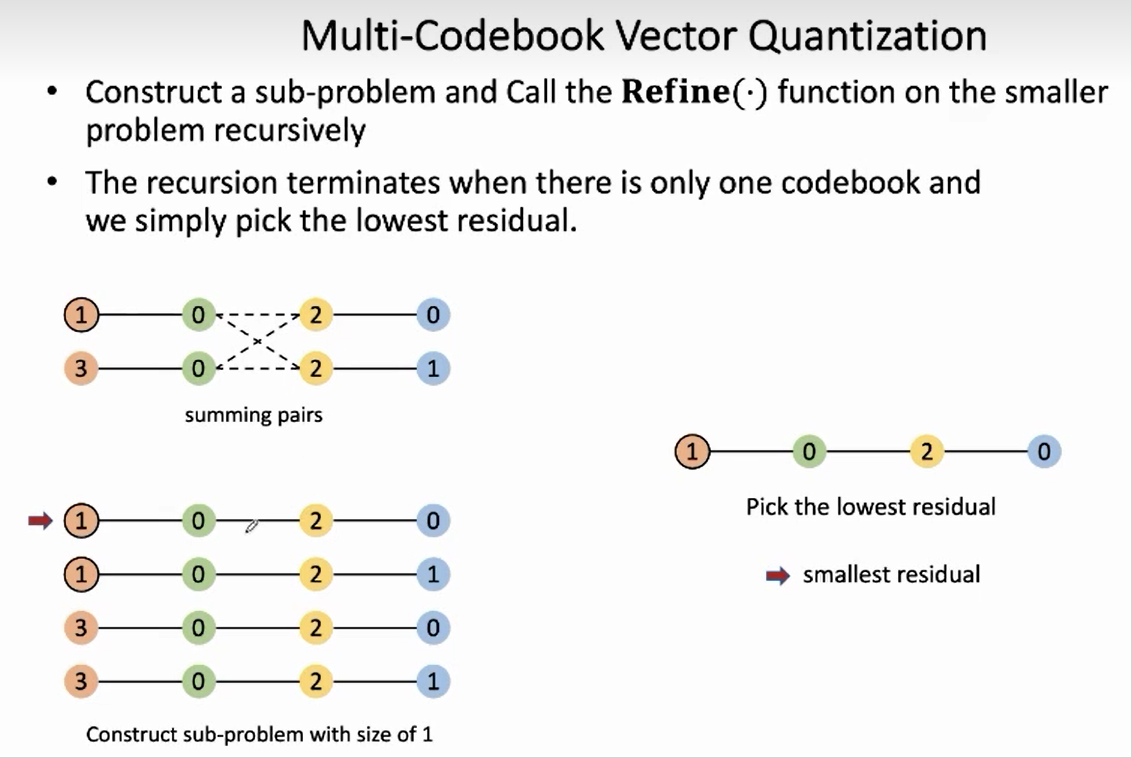 Multi-Codebook Vector Quantization
• Construct a sub-problem and Call the Refine(·) function on the smaller
problem recursively
• The recursion terminates when there is only one codebook and
we simply pick the lowest residual.
1 0 2 0
3 0 2 1
summing pairs
1 0 2 0
1 0 2 1
3 0 2 0
3 0 2 1
Construct sub-problem with size of 1
1 0 2 0
Pick the lowest residual
smallest residual